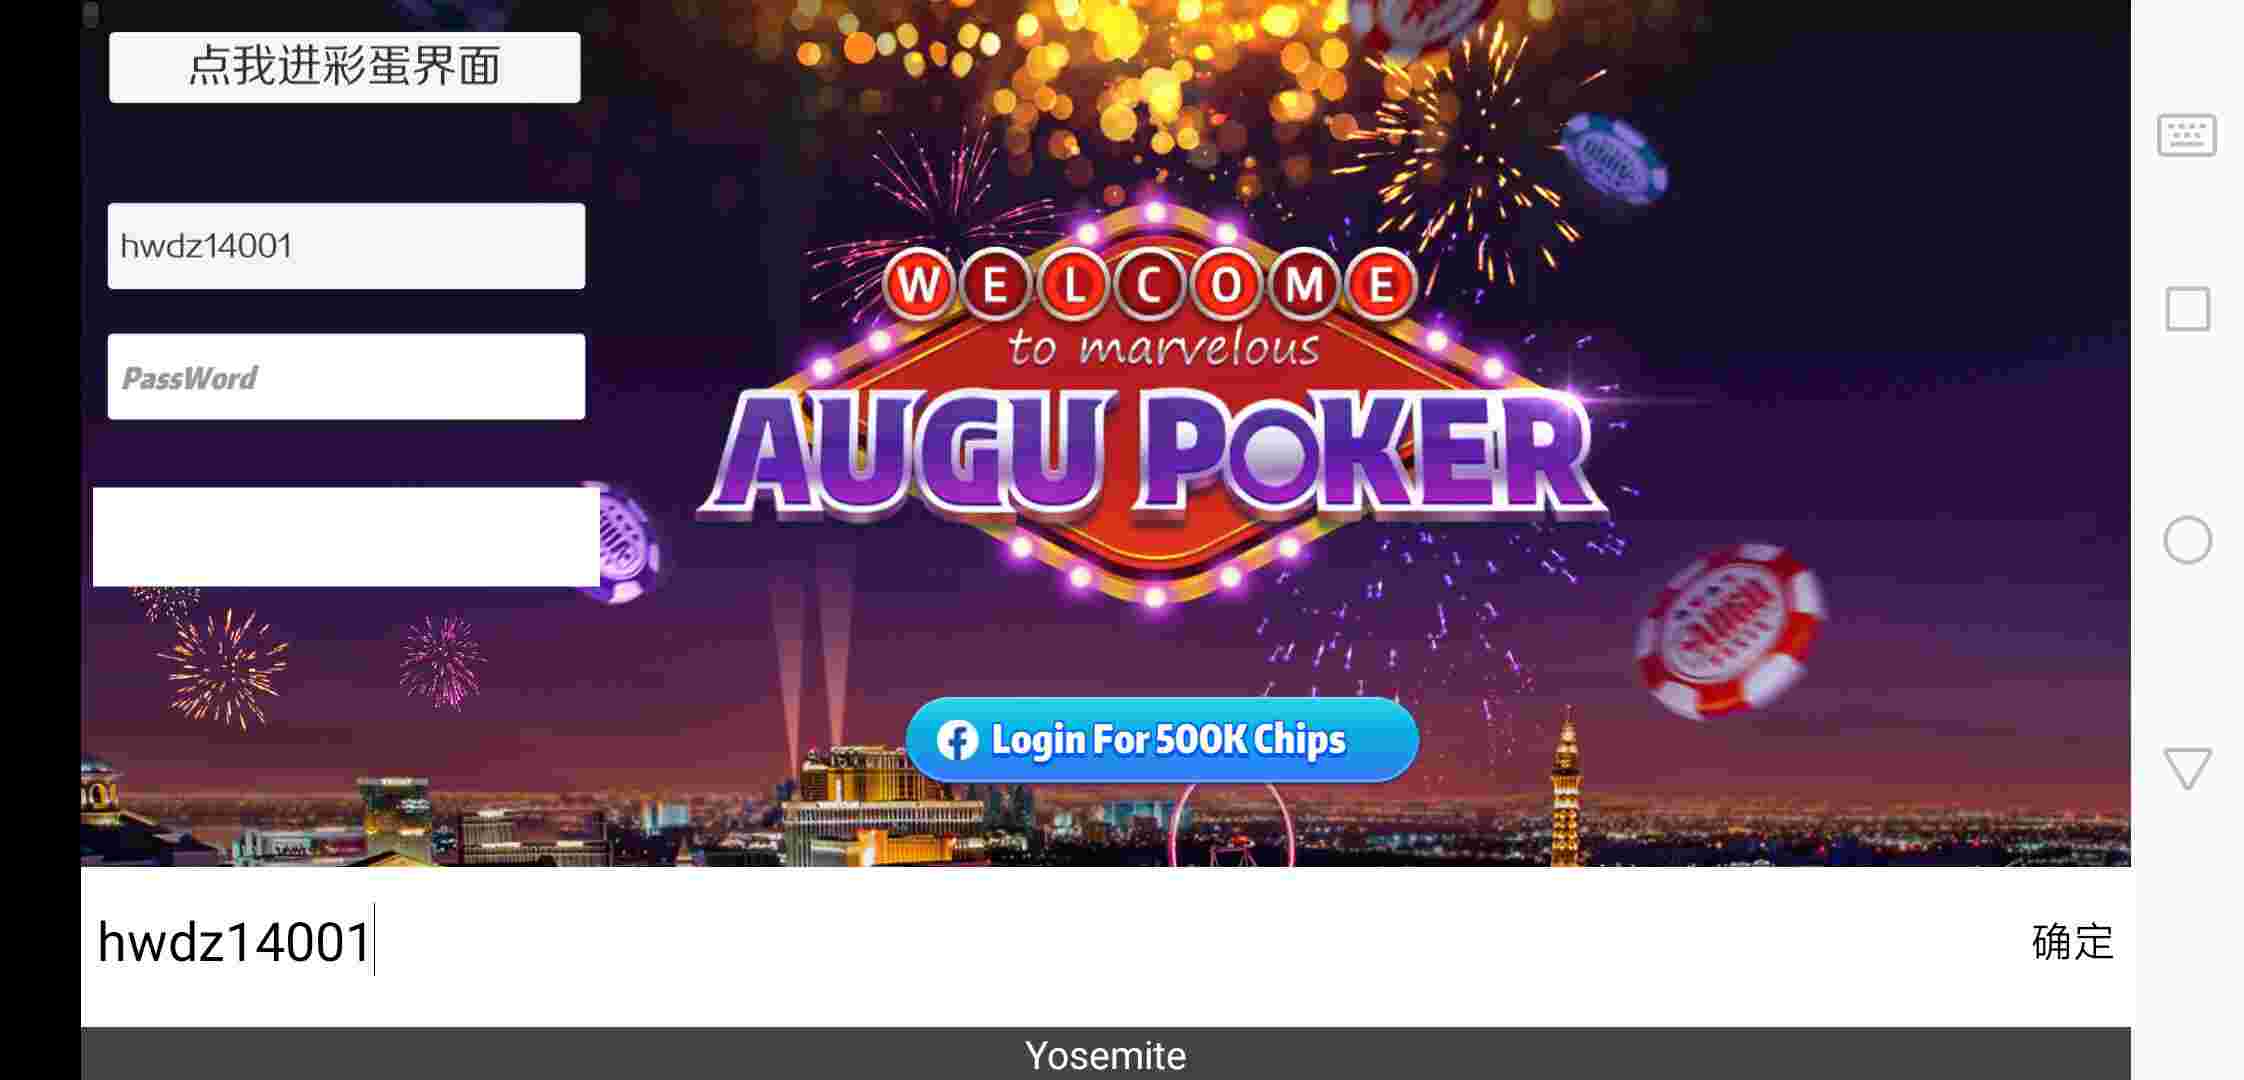 点我进彩蛋界面
hwdz14001
PassWord
WELCOME
to marvelous
AUGU POKER
Login For 500K Chips
hwdz14001
确定
Yosemite